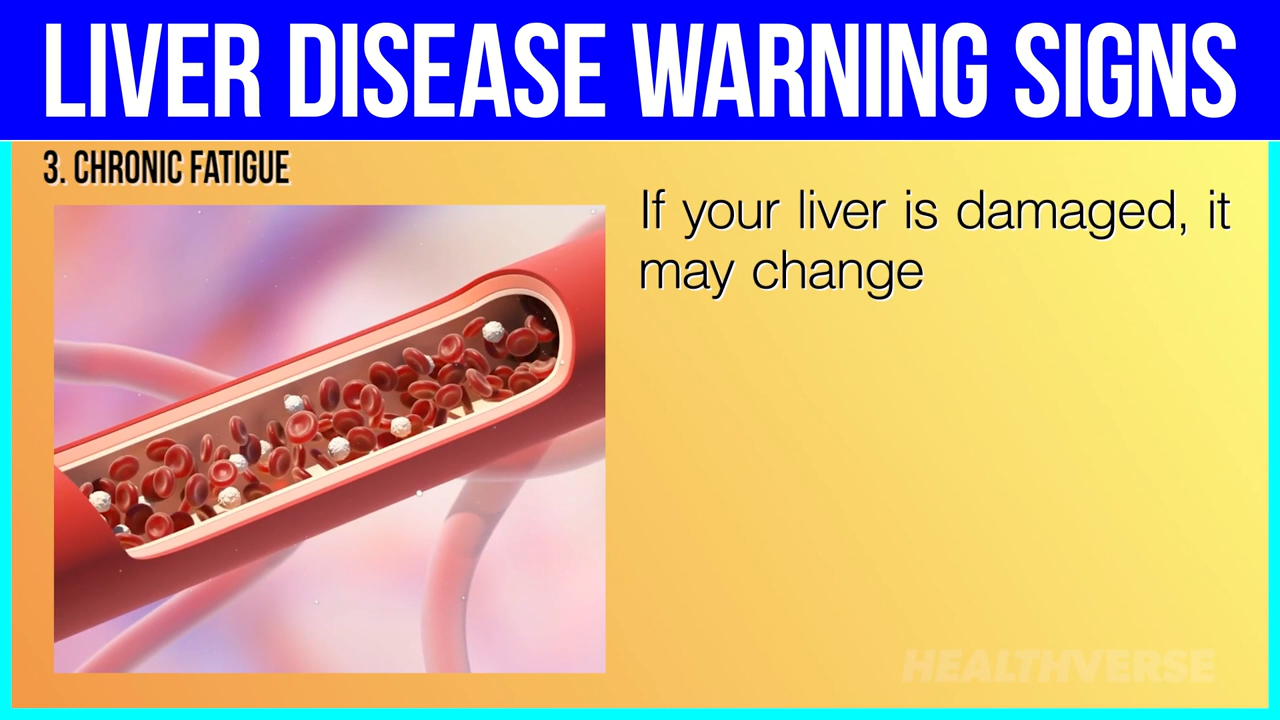 LIVER DISEASE WARNING SIGNS
3. CHRONIC FATIGUE
If your liver is damaged, it
may change
HEALTHVERSE